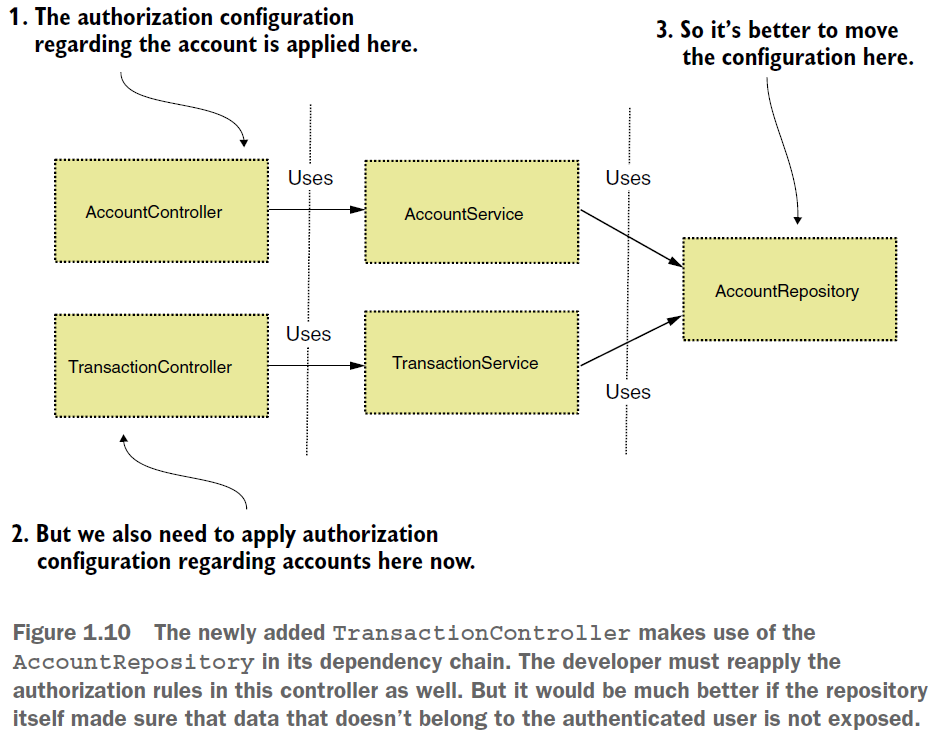 1. The authorization configuration
regarding the account is applied here.
3. So it’s better to move
the configuration here.
Uses
Uses
AccountController
AccountService
AccountRepository
Uses
TransactionController
TransactionService
Uses
2. But we also need to apply authorization
configuration regarding accounts here now.
Figure 1.10 The newly added TransactionController makes use of the
AccountRepository in its dependency chain. The developer must reapply the
authorization rules in this controller as well. But it would be much better if the repository
itself made sure that data that doesn’t belong to the authenticated user is not exposed.